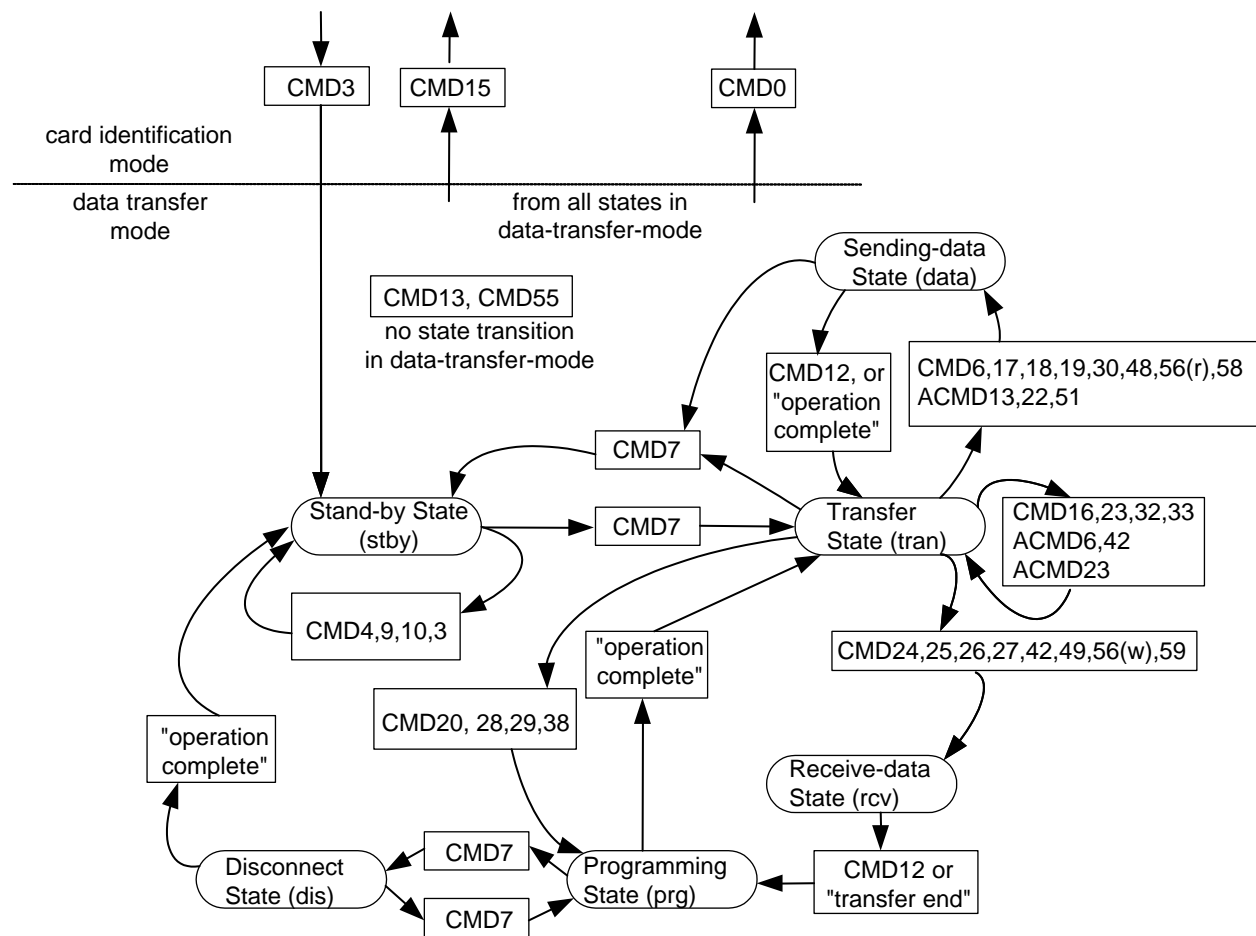 CMD3
CMD15
CMD0
card identification
mode
data transfer
mode
from all states in
data-transfer-mode
Sending-data
State (data)
CMD13, CMD55
no state transition
in data-transfer-mode
CMD12, or
"operation
complete"
CMD6,17,18,19,30,48,56(r),58
ACMD13,22,51
CMD7
Stand-by State
(stby)
CMD7
Transfer
State (tran)
CMD16,23,32,33
ACMD6,42
ACMD23
CMD4,9,10,3
"operation
complete"
CMD24,25,26,27,42,49,56(w),59
CMD20, 28,29,38
"operation
complete"
Receive-data
State (rcv)
Disconnect
State (dis)
CMD7
CMD7
Programming
State (prg)
CMD12 or
"transfer end"